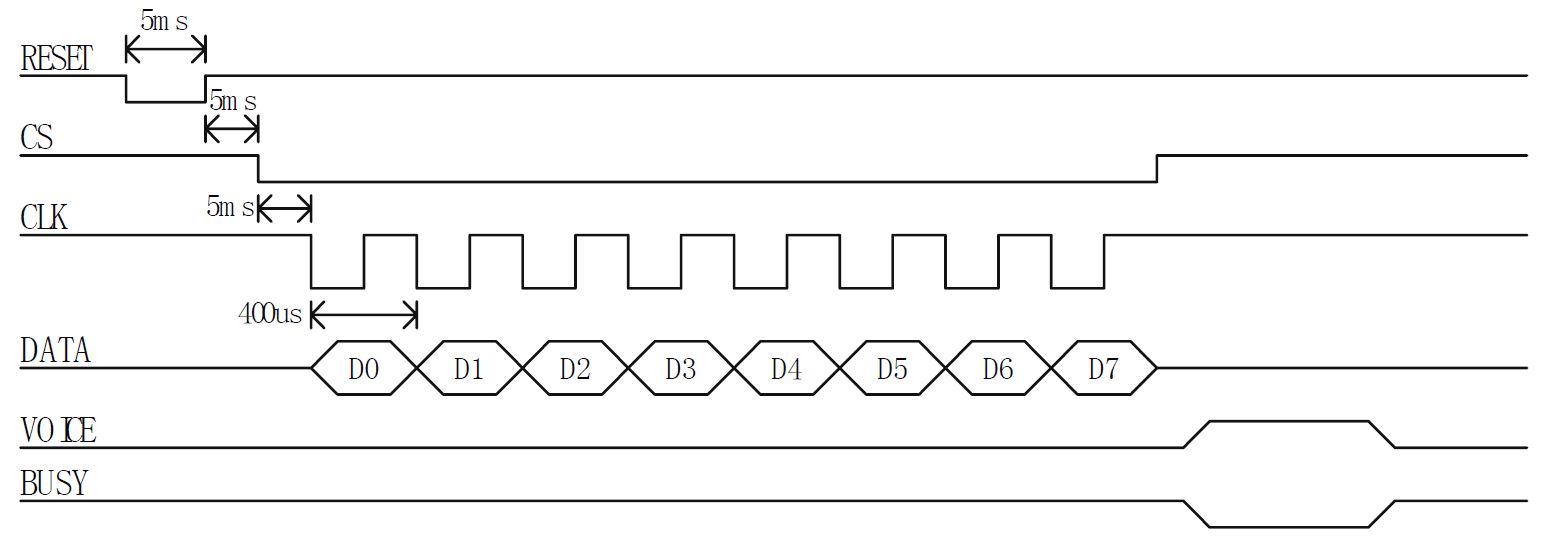 5ms
RESET
5ms
CS
5ms
CLK
400us
DATA D0 D1 D2 D3 D4 D5 D6 D7
VOICE
BUSY